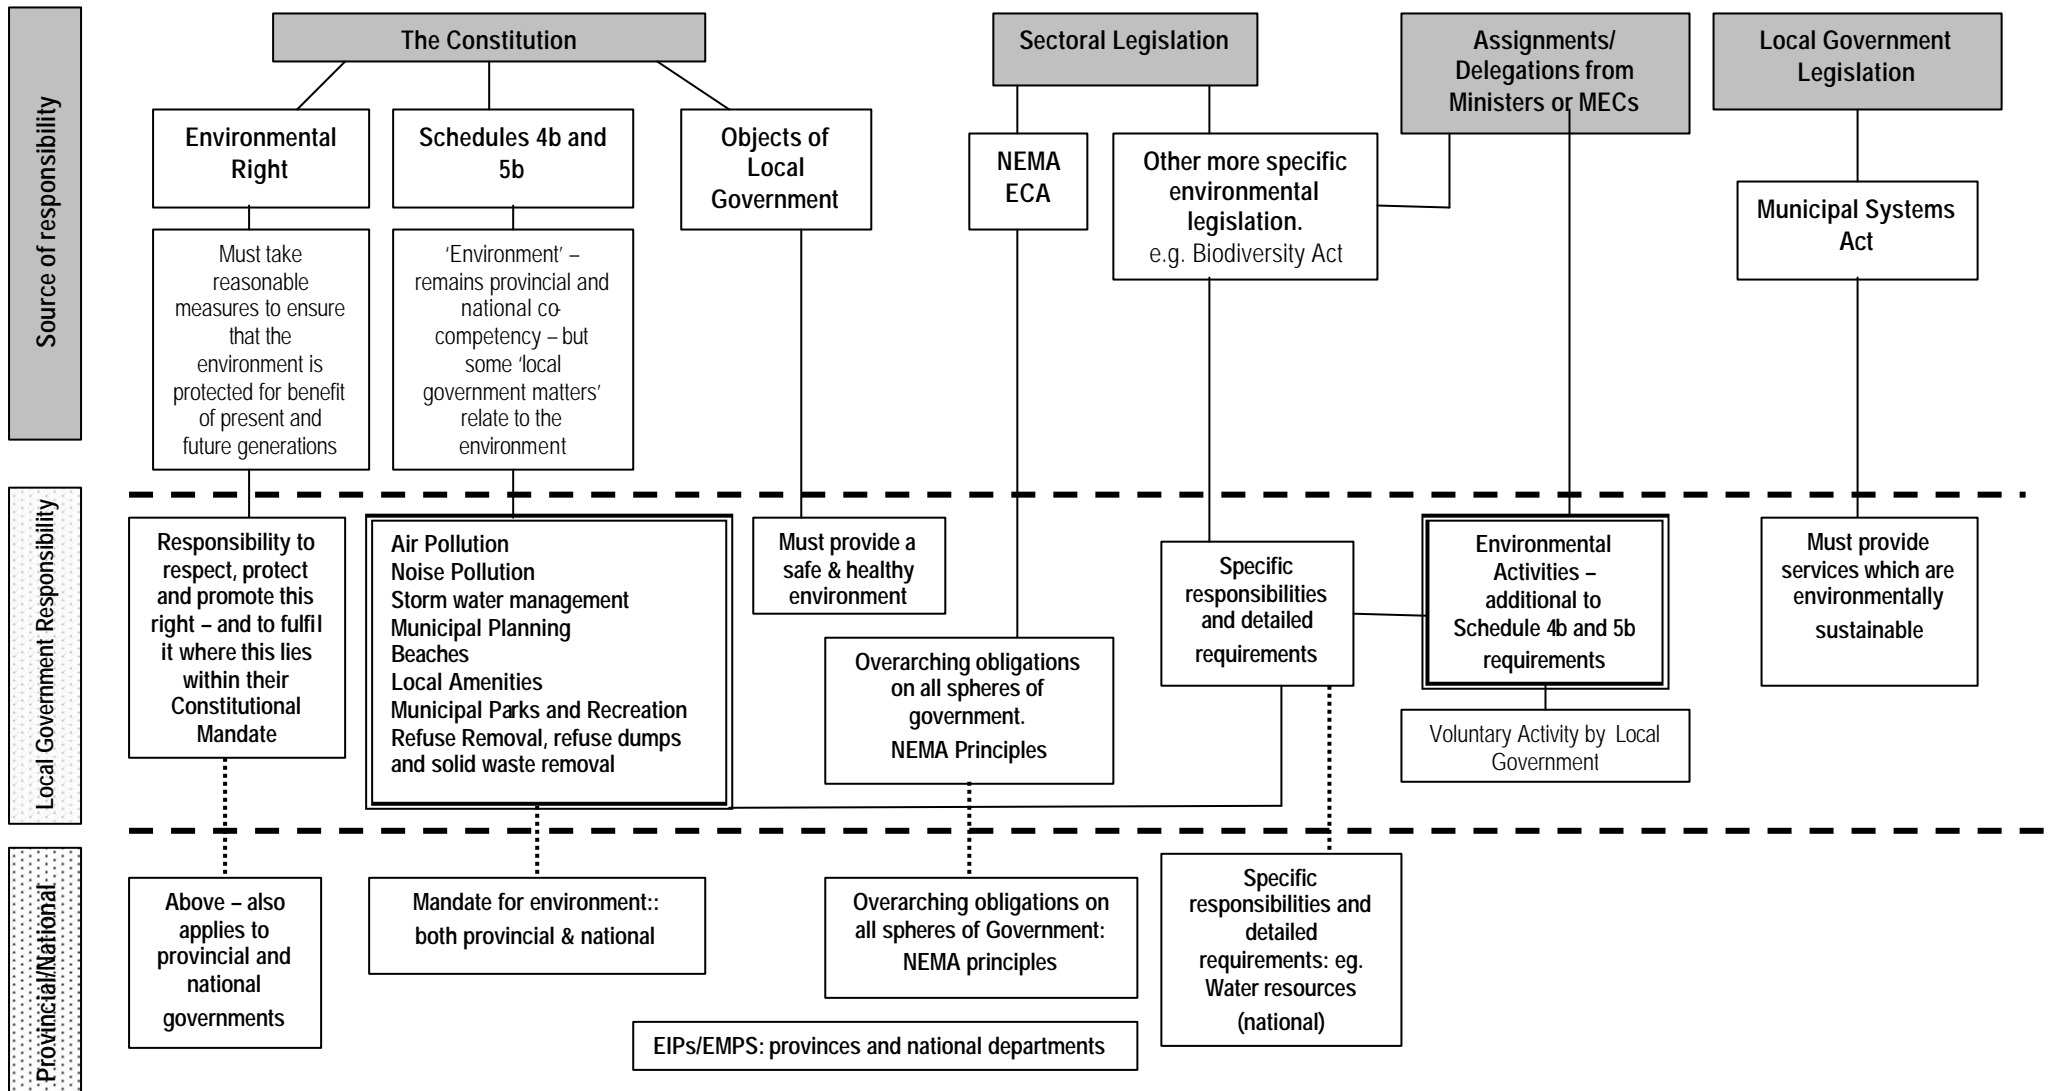 Source of responsibility
The Constitution
Sectoral Legislation
Assignments/
Delegations from
Ministers or MECs
Local Government
Legislation
Environmental
Right
Schedules 4b and
5b
Objects of
Local
Government
NEMA
ECA
Other more specific
environmental
legislation.
e.g. Biodiversity Act
Municipal Systems
Act
Must take
reasonable
measures to ensure
that the
environment is
protected for benefit
of present and
future generations
‘Environment’ –
remains provincial and
national co-
competency – but
some ‘local
government matters’
relate to the
environment
Local Government Responsibility
Responsibility to
respect, protect
and promote this
right – and to fulfil
it where this lies
within their
Constitutional
Mandate
Air Pollution
Noise Pollution
Storm water management
Municipal Planning
Beaches
Local Amenities
Municipal Parks and Recreation
Refuse Removal, refuse dumps
and solid waste removal
Must provide a
safe & healthy
environment
Overarching obligations
on all spheres of
government.
NEMA Principles
Specific
responsibilities
and detailed
requirements
Environmental
Activities –
additional to
Schedule 4b and 5b
requirements
Voluntary Activity by Local
Government
Must provide
services which are
environmentally
sustainable
Provincial/National
Above – also
applies to
provincial and
national
governments
Mandate for environment::
both provincial & national
Overarching obligations on
all spheres of Government:
NEMA principles
Specific
responsibilities and
detailed
requirements: eg.
Water resources
(national)
EIPs/EMPS: provinces and national departments